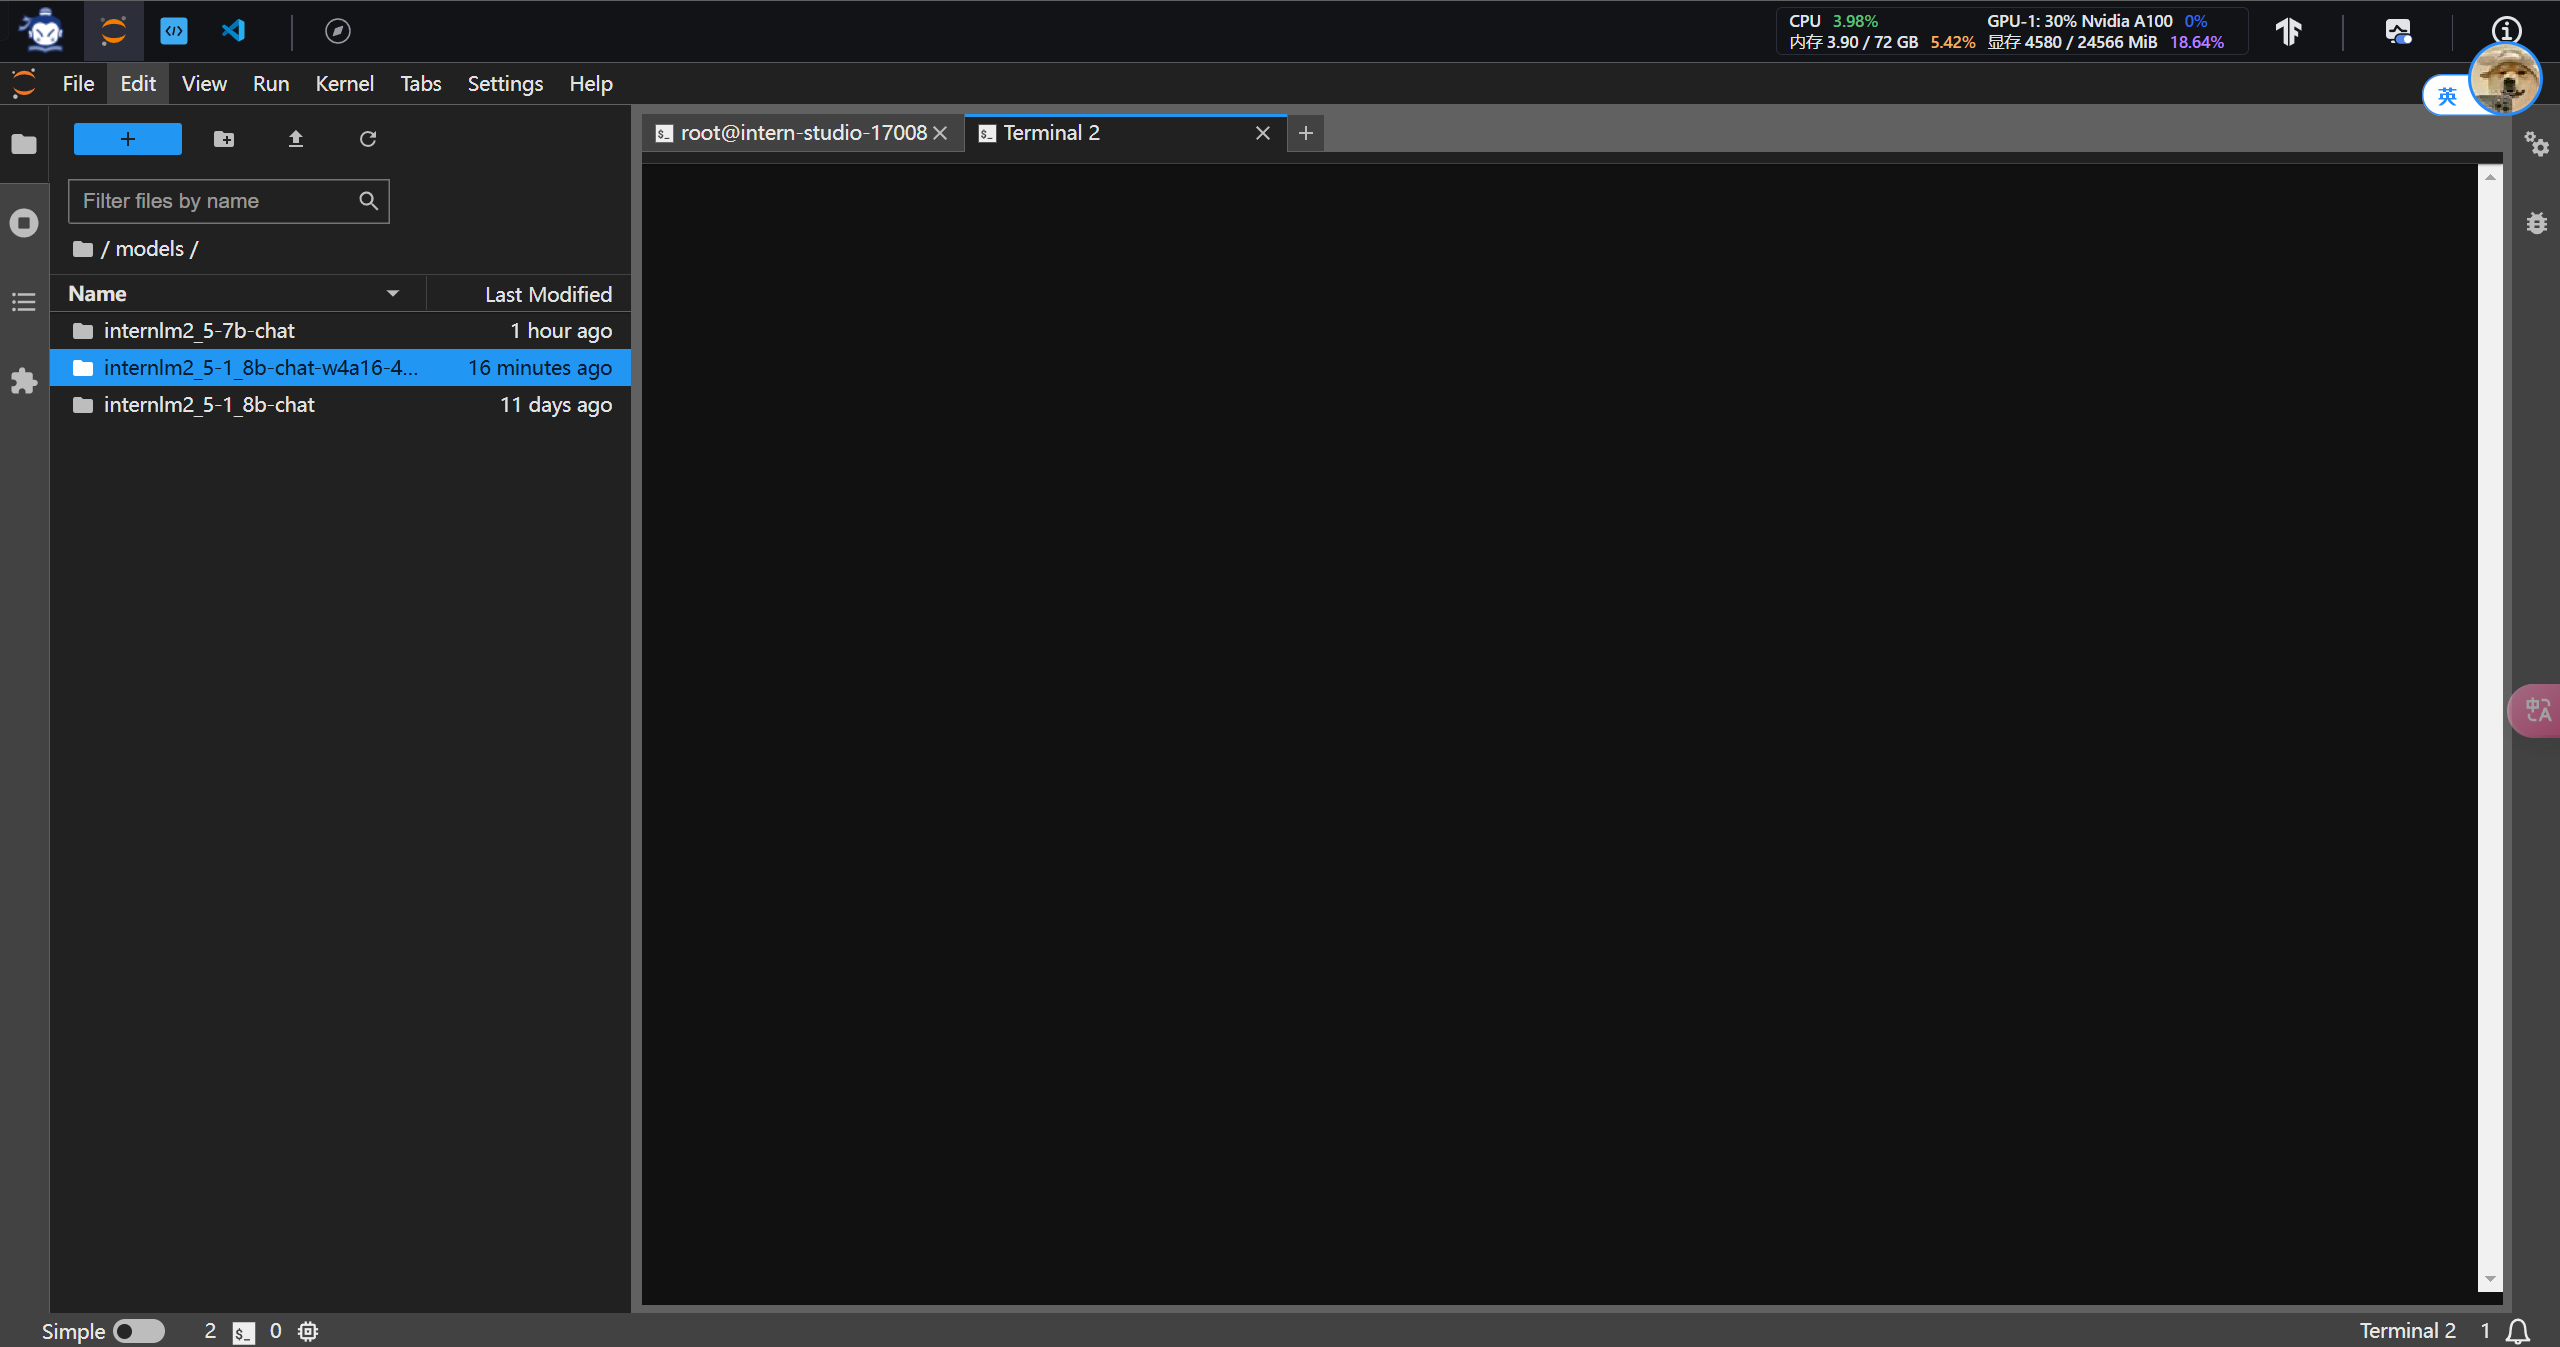 CPU 3.98% GPU-1: 30% Nvidia A100 0%
内存 3.90 / 72 GB 5.42% 显存 4580 / 24566 MiB 18.64%
File Edit View Run Kernel Tabs Settings Help
英
root@intern-studio-17008
Terminal 2
Filter files by name
/ models /
Name Last Modified
internlm2_5-7b-chat 1 hour ago
internlm2_5-1_8b-chat-w4a16-4... 16 minutes ago
internlm2_5-1_8b-chat 11 days ago
中A
Simple 2 $_ 0 Terminal 2 1